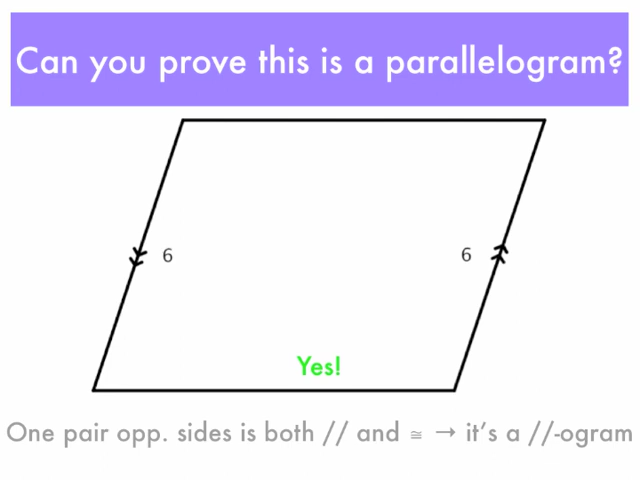 Can you prove this is a parallelogram?
6 6
Yes!
One pair opp. sides is both // and ≅ → it's a //-ogram